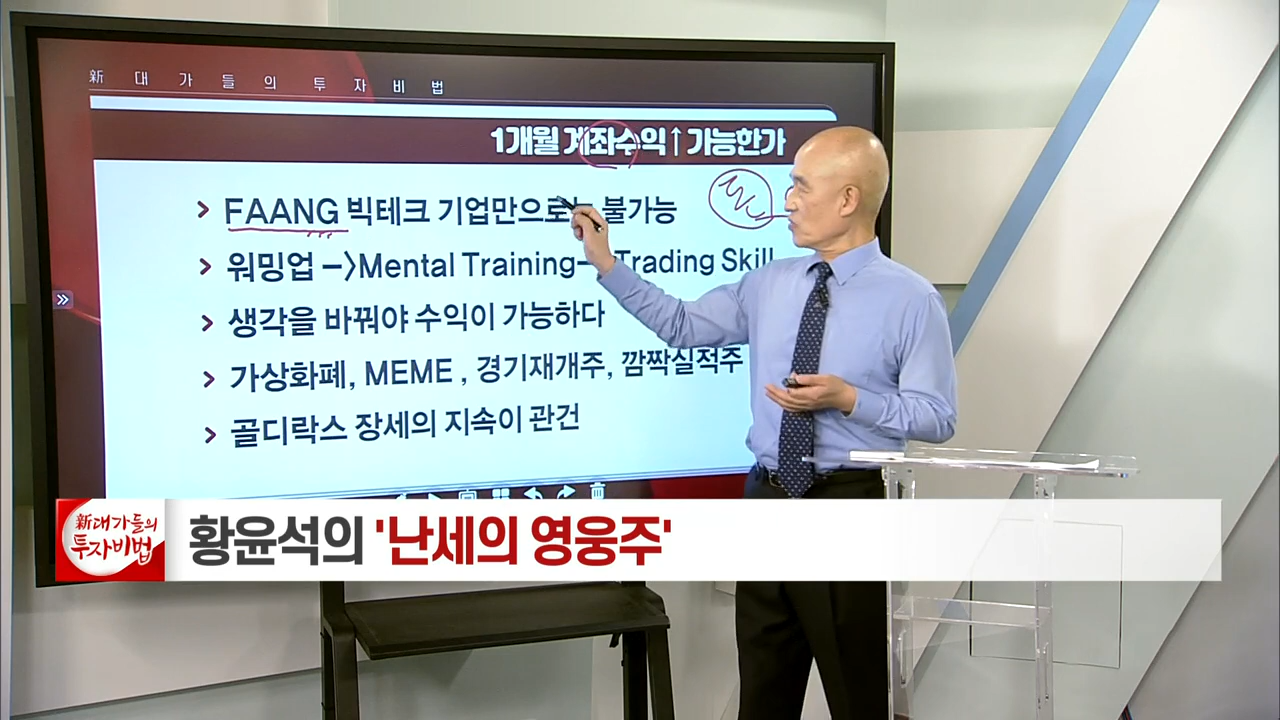 新 대 가 들 의 투 자 비 법
1개월 계좌수익↑ 가능한가
> FAANG 빅테크 기업만으로는 불가능
> 워밍업 –>Mental Training– Trading Skill
> 생각을 바꿔야 수익이 가능하다
> 가상화폐, MEME , 경기재개주, 깜짝실적주
> 골디락스 장세의 지속이 관건
新대가들의
투자비법
황윤석의 '난세의 영웅주'